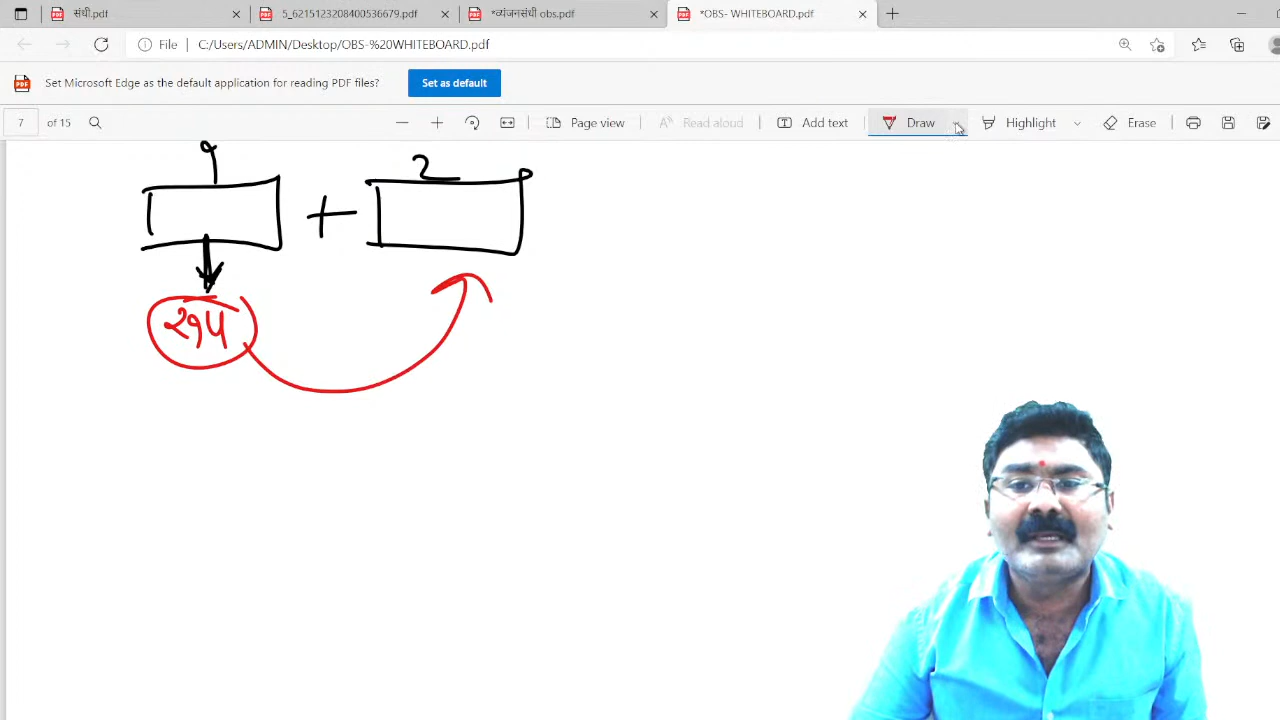 संधी.pdf 5_6215123208400536679.pdf *व्यंजनसंधी obs.pdf *OBS- WHITEBOARD.pdf
File C:/Users/ADMIN/Desktop/OBS-%20WHITEBOARD.pdf
Set Microsoft Edge as the default application for reading PDF files? Set as default
7 of 15 Page view Read aloud Add text Draw Highlight Erase
१ 2
+